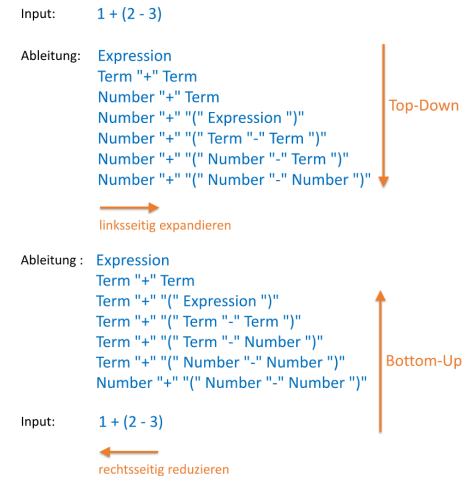 Input: 1 + (2 - 3)
Ableitung: Expression
Term "+" Term
Number "+" Term
Number "+" "(" Expression ")"
Number "+" "(" Term "-" Term ")"
Number "+" "(" Number "-" Term ")"
Number "+" "(" Number "-" Number ")"
Top-Down
linksseitig expandieren
Ableitung : Expression
Term "+" Term
Term "+" "(" Expression ")"
Term "+" "(" Term "-" Term ")"
Term "+" "(" Term "-" Number ")"
Term "+" "(" Number "-" Number ")"
Number "+" "(" Number "-" Number ")"
Bottom-Up
Input: 1 + (2 - 3)
rechtsseitig reduzieren